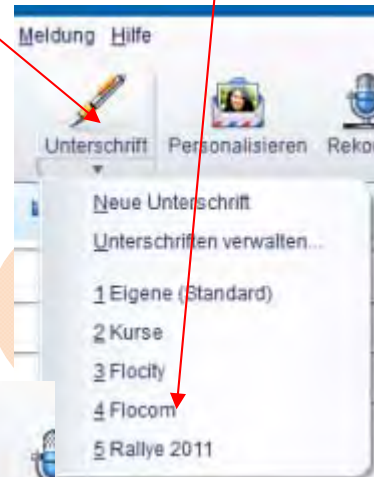 Meldung Hilfe
Unterschrift Personalisieren Reko
Neue Unterschrift
Unterschriften verwalten...
1 Eigene (Standard)
2 Kurse
3 Flocity
4 Flocom
5 Rallye 2011